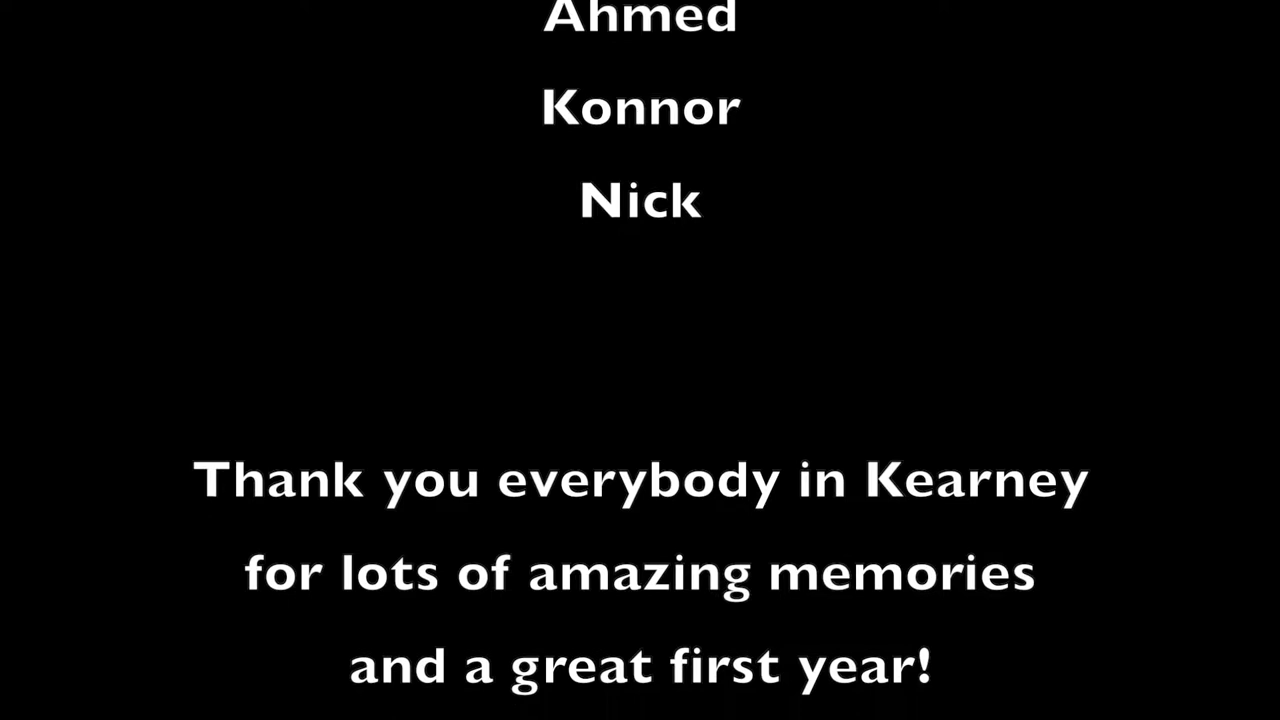 Ahmed
Konnor
Nick
Thank you everybody in Kearney
for lots of amazing memories
and a great first year!